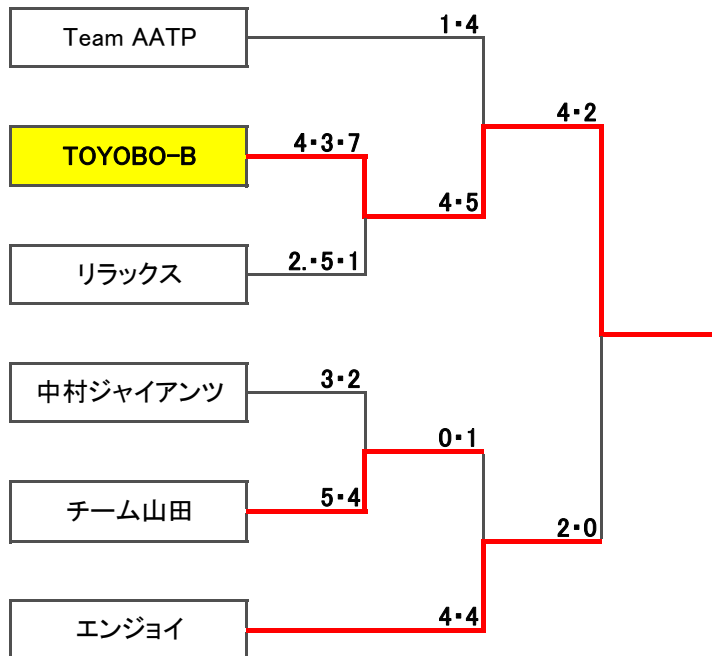 Team AATP
1・4
4・2
TOYOBO-B
4・3・7
4・5
リラックス
2.・5・1
中村ジャイアンツ
3・2
0・1
チーム山田
5・4
2・0
エンジョイ
4・4